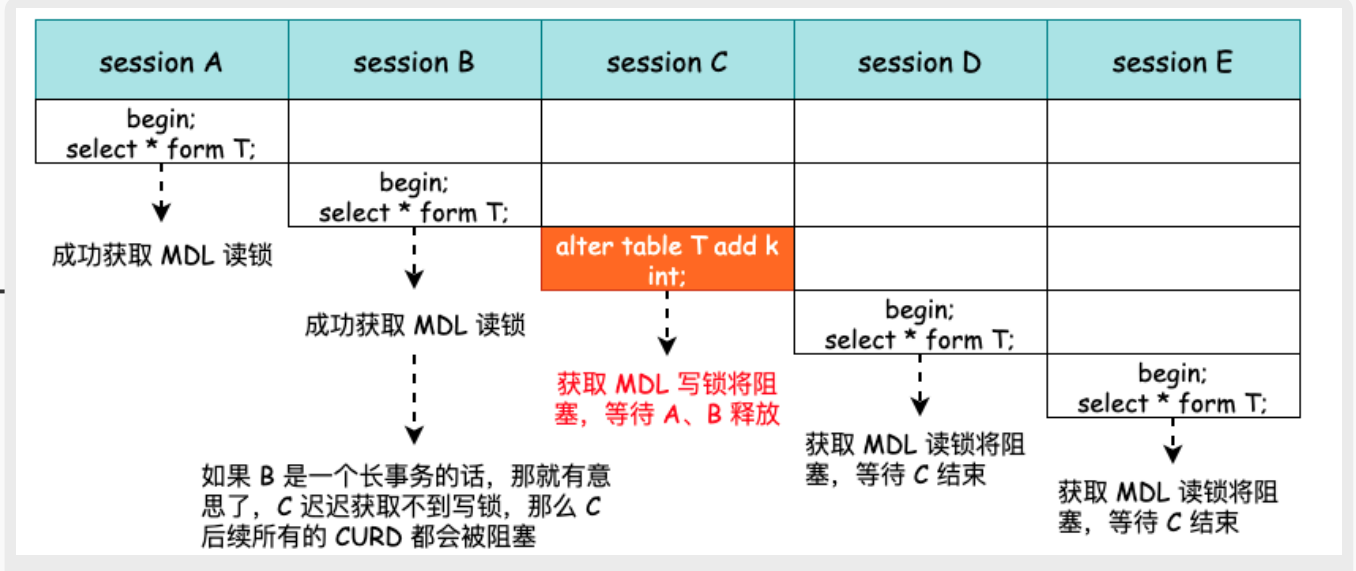 session A
session B
session C
session D
session E
begin;
select * form T;
成功获取 MDL 读锁
begin;
select * form T;
成功获取 MDL 读锁
如果 B 是一个长事务的话，那就有意
思了，C 迟迟获取不到写锁，那么 C
后续所有的 CURD 都会被阻塞
alter table T add k
int;
获取 MDL 写锁将阻
塞，等待 A、B 释放
begin;
select * form T;
获取 MDL 读锁将阻
塞，等待 C 结束
begin;
select * form T;
获取 MDL 读锁将阻
塞，等待 C 结束